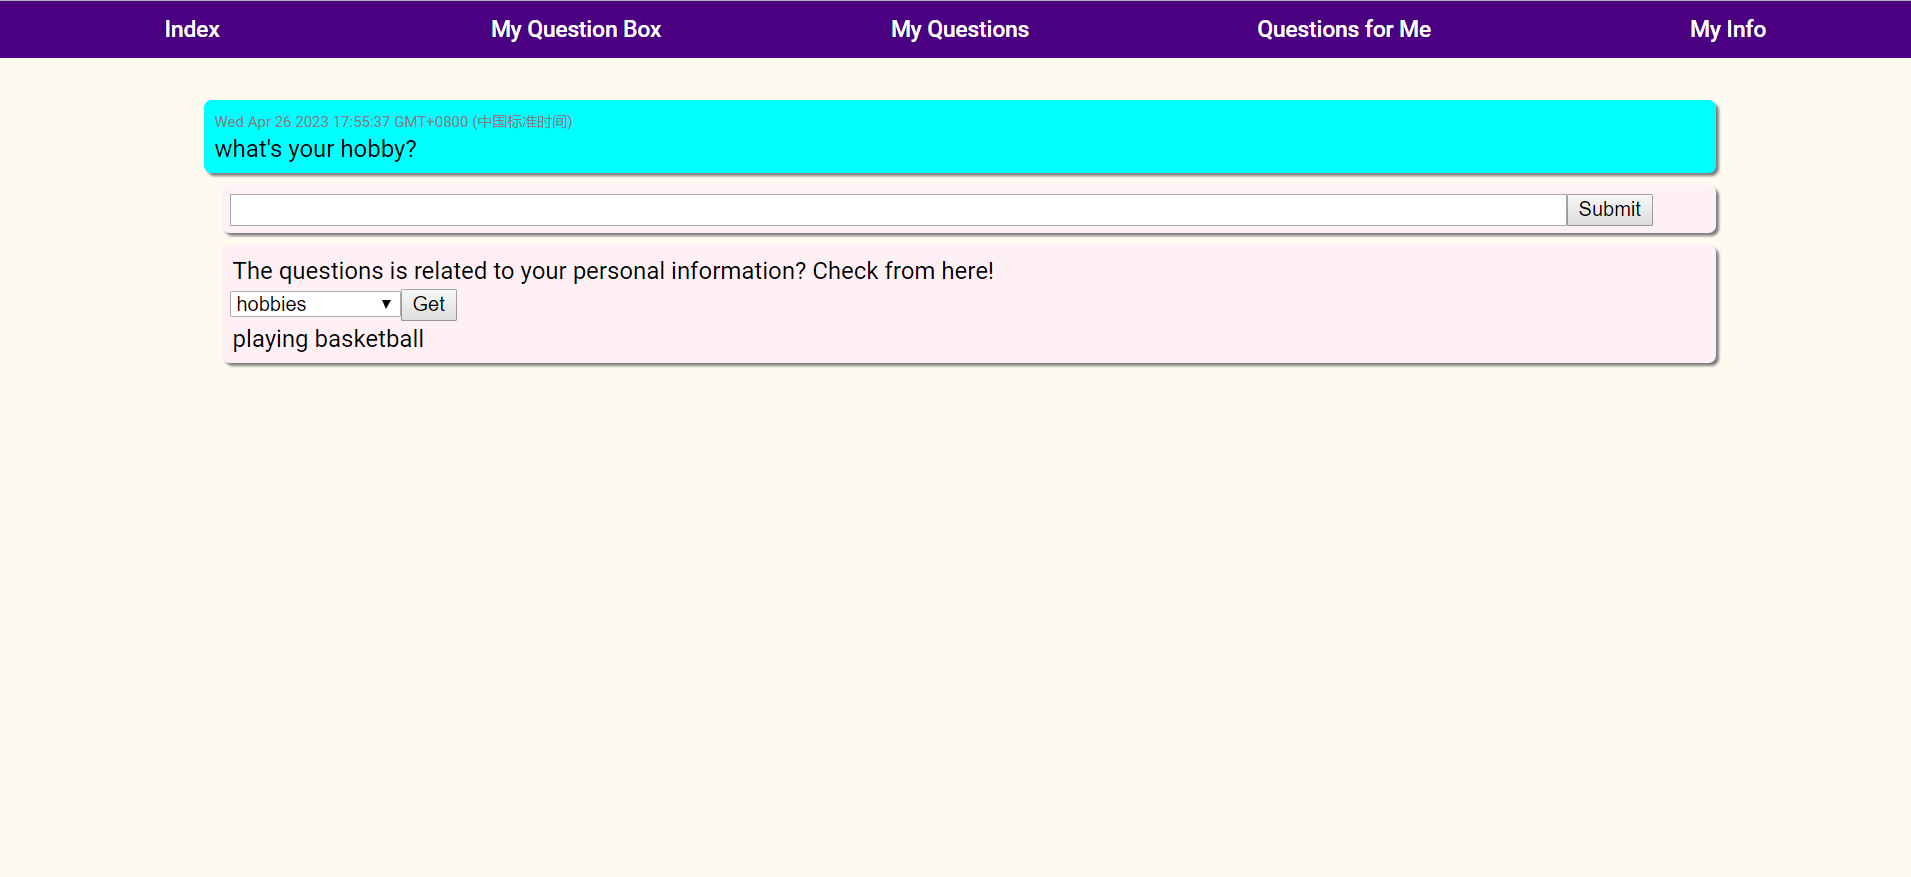 Index My Question Box My Questions Questions for Me My Info
Wed Apr 26 2023 17:55:37 GMT+0800 (中国标准时间)
what's your hobby?
Submit
The questions is related to your personal information? Check from here!
hobbies Get
playing basketball